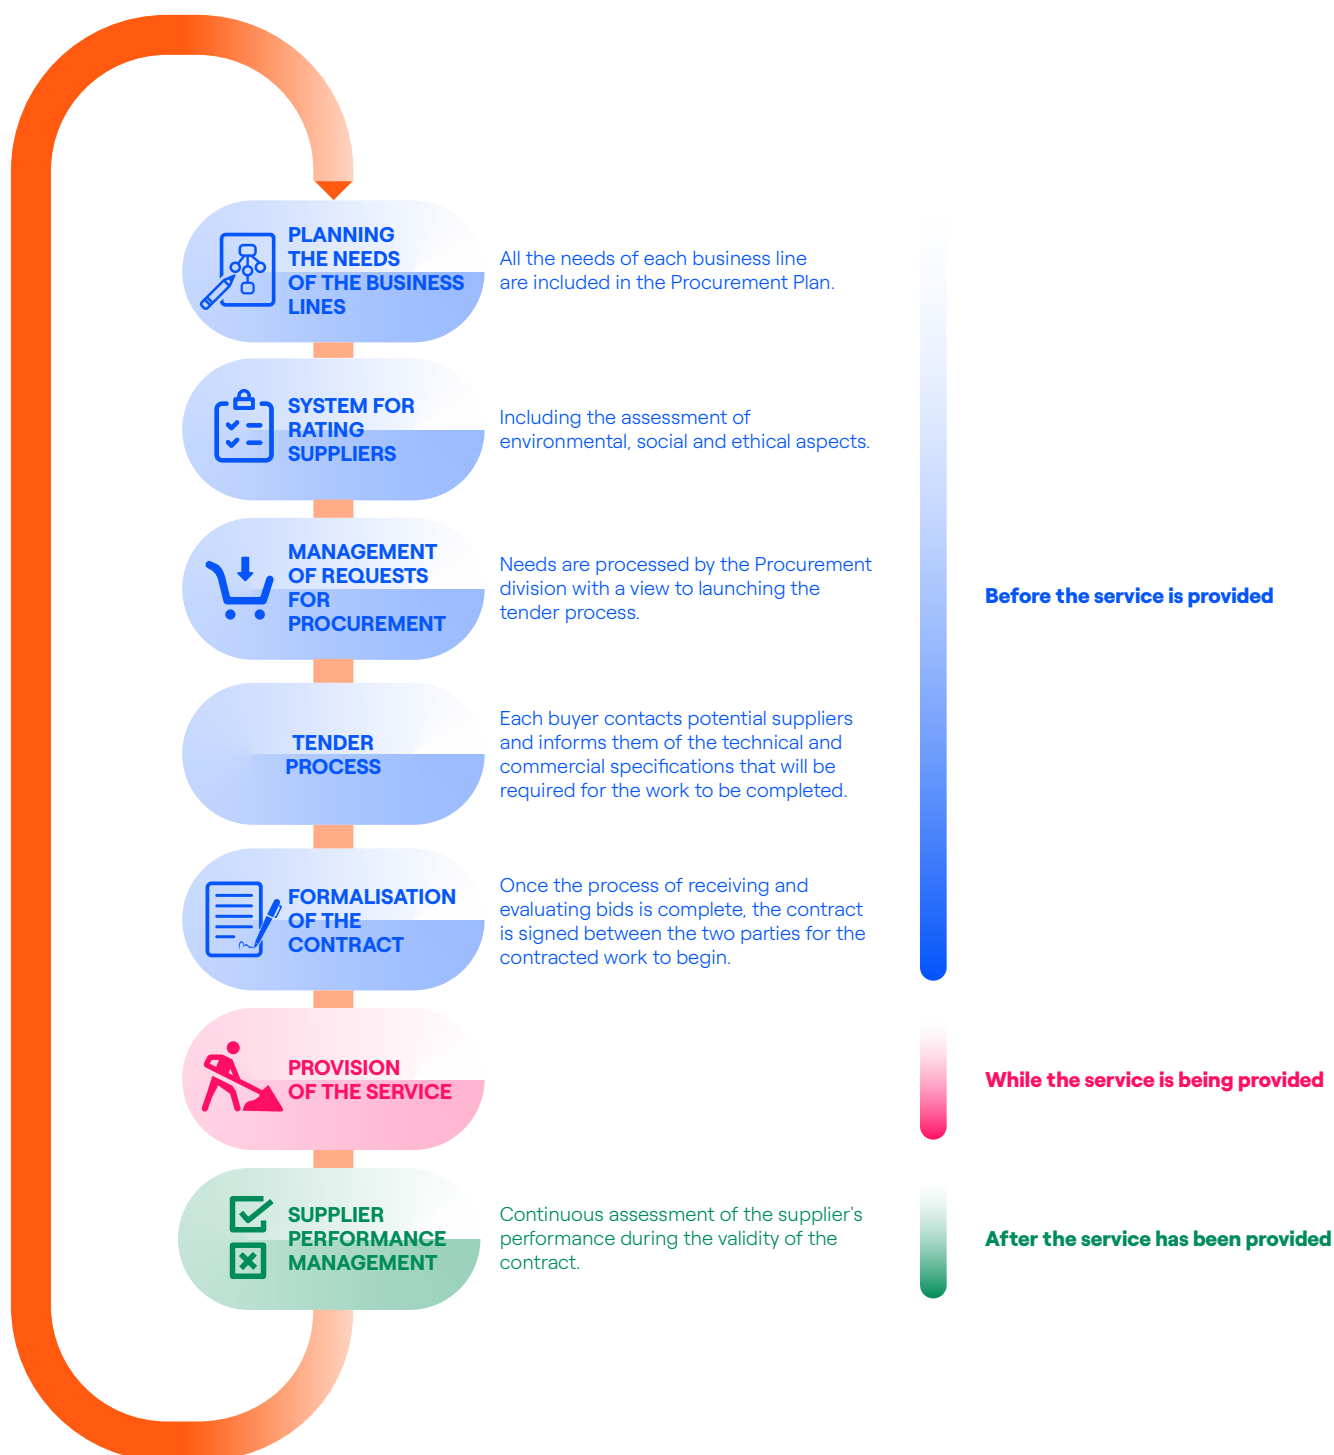 PLANNING
THE NEEDS
OF THE BUSINESS
LINES
All the needs of each business line
are included in the Procurement Plan.
SYSTEM FOR
RATING
SUPPLIERS
Including the assessment of
environmental, social and ethical aspects.
MANAGEMENT
OF REQUESTS
FOR
PROCUREMENT
Needs are processed by the Procurement
division with a view to launching the
tender process.
Before the service is provided
TENDER
PROCESS
Each buyer contacts potential suppliers
and informs them of the technical and
commercial specifications that will be
required for the work to be completed.
FORMALISATION
OF THE
CONTRACT
Once the process of receiving and
evaluating bids is complete, the contract
is signed between the two parties for the
contracted work to begin.
PROVISION
OF THE SERVICE
While the service is being provided
SUPPLIER
PERFORMANCE
MANAGEMENT
Continuous assessment of the supplier's
performance during the validity of the
contract.
After the service has been provided